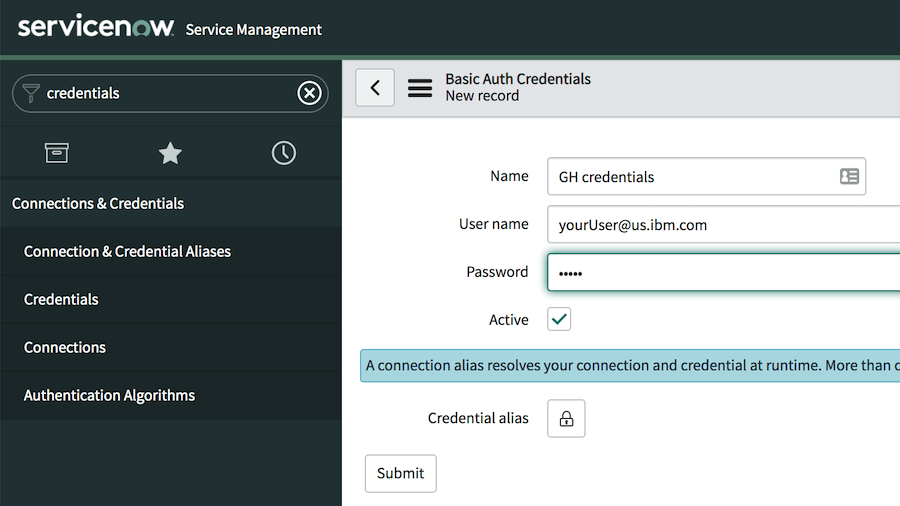 servicenow Service Management
credentials
Basic Auth Credentials
New record
Connections & Credentials
Connection & Credential Aliases
Credentials
Connections
Authentication Algorithms
Name GH credentials
User name yourUser@us.ibm.com
Password •••••
Active
A connection alias resolves your connection and credential at runtime. More than
Credential alias
Submit